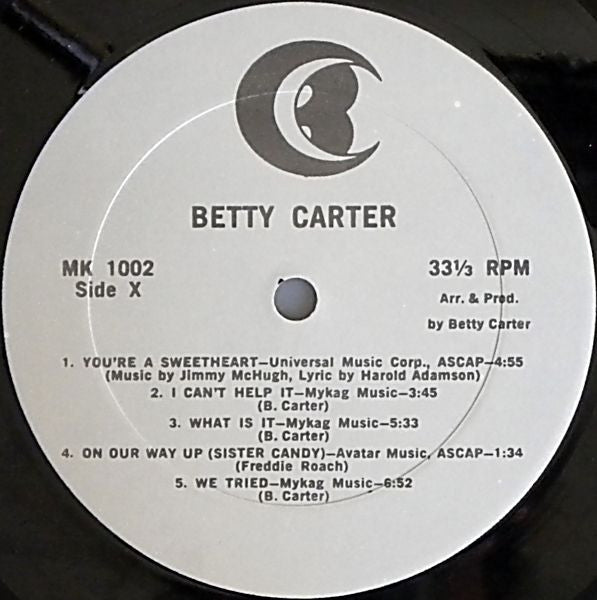 BETTY CARTER
MK 1002
Side X
33⅓ RPM
Arr. & Prod.
by Betty Carter
1. YOU'RE A SWEETHEART—Universal Music Corp., ASCAP—4:55
(Music by Jimmy McHugh, Lyric by Harold Adamson)
2. I CAN'T HELP IT—Mykag Music—3:45
(B. Carter)
3. WHAT IS IT—Mykag Music—5:33
(B. Carter)
4. ON OUR WAY UP (SISTER CANDY)—Avatar Music, ASCAP—1:34
(Freddie Roach)
5. WE TRIED—Mykag Music—6:52
(B. Carter)